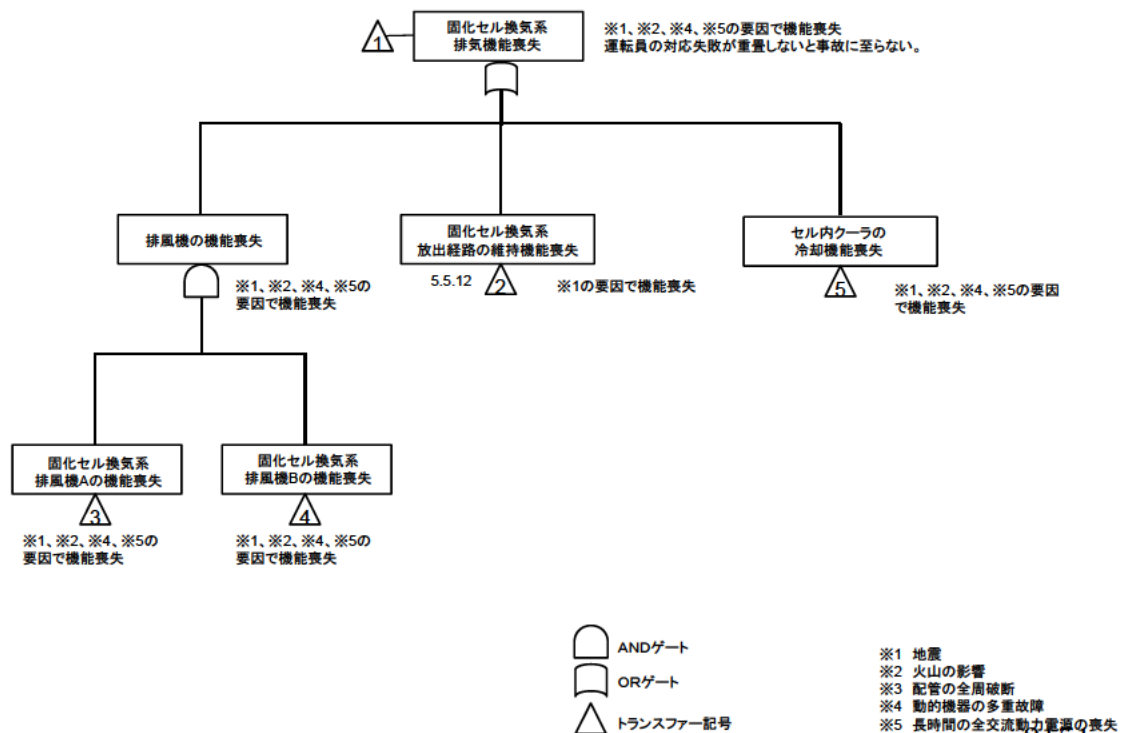 固化セル換気系
排気機能喪失
1
※1、※2、※4、※5の要因で機能喪失
運転員の対応失敗が重畳しないと事故に至らない。
排風機の機能喪失
※1、※2、※4、※5の
要因で機能喪失
固化セル換気系
放出経路の維持機能喪失
5.5.12
2
※1の要因で機能喪失
セル内クーラの
冷却機能喪失
5
※1、※2、※4、※5の要因
で機能喪失
固化セル換気系
排風機Aの機能喪失
3
※1、※2、※4、※5の
要因で機能喪失
固化セル換気系
排風機Bの機能喪失
4
※1、※2、※4、※5の
要因で機能喪失
ANDゲート
ORゲート
トランスファー記号
※1 地震
※2 火山の影響
※3 配管の全周破断
※4 動的機器の多重故障
※5 長時間の全交流動力電源の喪失